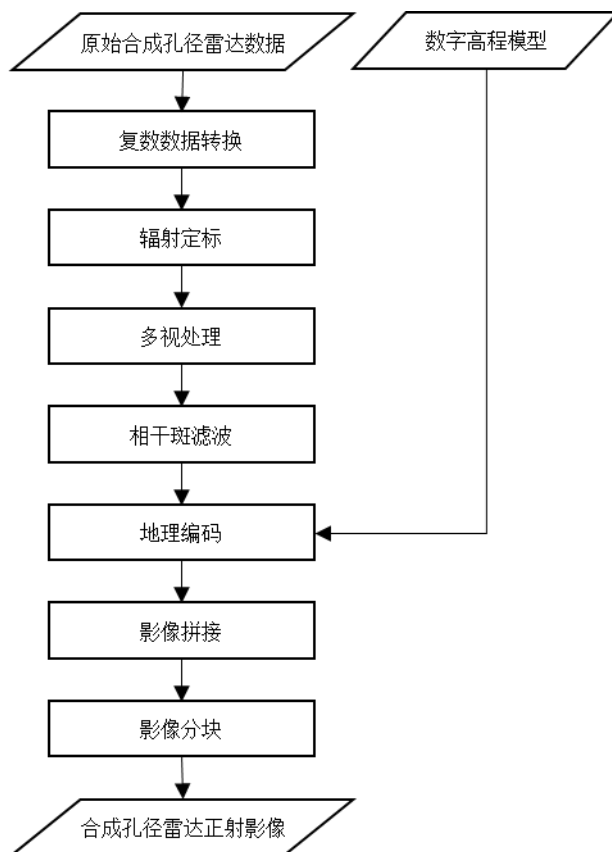 原始合成孔径雷达数据
数字高程模型
复数数据转换
辐射定标
多视处理
相干斑滤波
地理编码
影像拼接
影像分块
合成孔径雷达正射影像